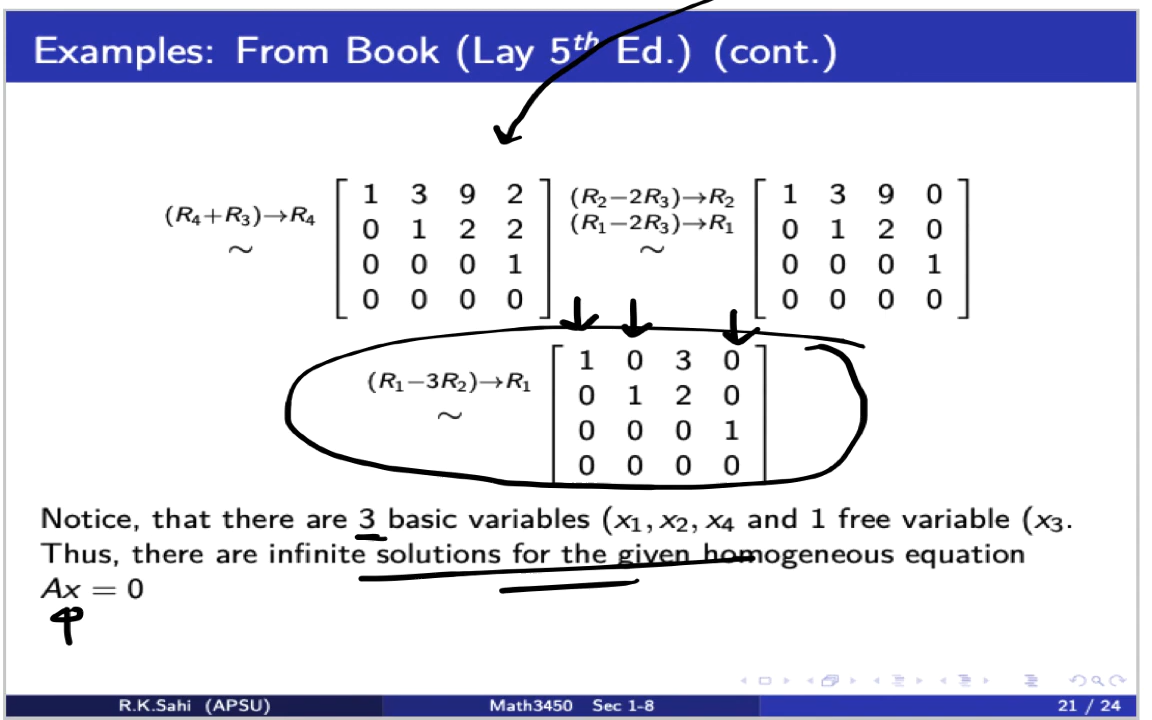 Examples: From Book (Lay 5th Ed.) (cont.)
(R4+R3)→R4
∼
1 3 9 2
0 1 2 2
0 0 0 1
0 0 0 0
(R2−2R3)→R2
(R1−2R3)→R1
∼
1 3 9 0
0 1 2 0
0 0 0 1
0 0 0 0
(R1−3R2)→R1
∼
1 0 3 0
0 1 2 0
0 0 0 1
0 0 0 0
Notice, that there are 3 basic variables (x1, x2, x4 and 1 free variable (x3.
Thus, there are infinite solutions for the given homogeneous equation
Ax = 0
R.K.Sahi (APSU) Math3450 Sec 1-8 21 / 24